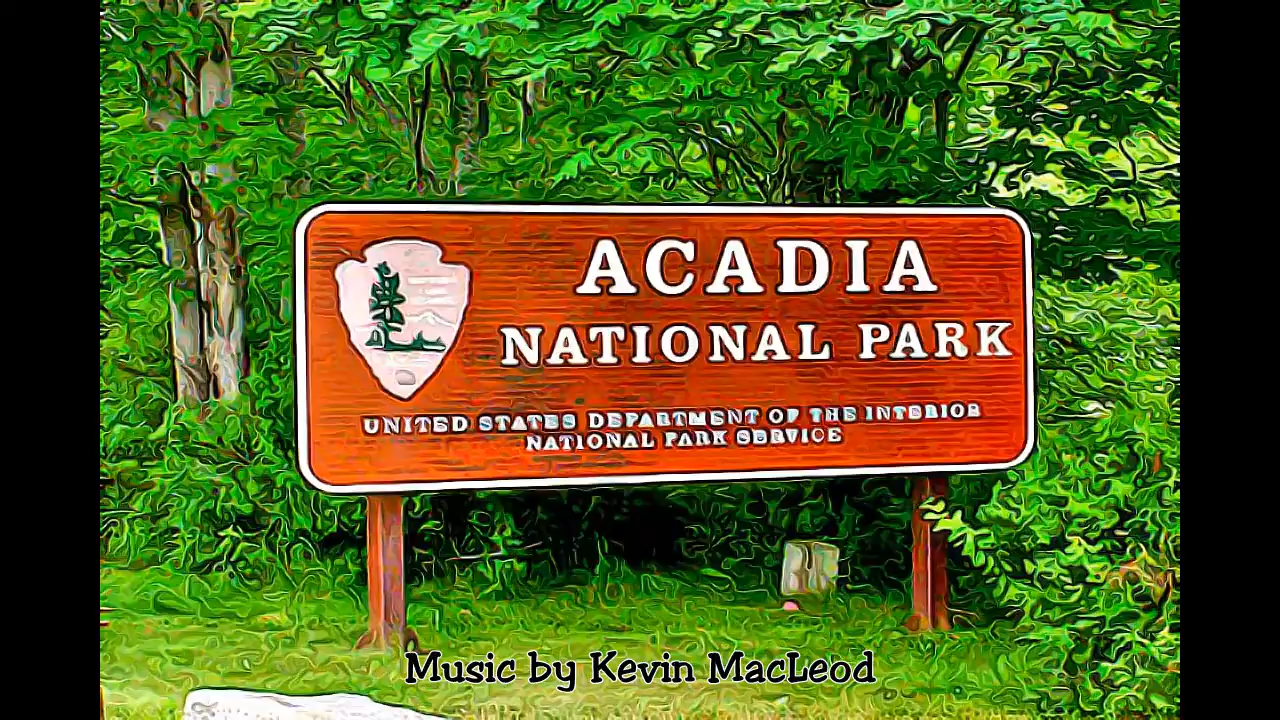 ACADIA
NATIONAL PARK
UNITED STATES DEPARTMENT OF THE INTERIOR
NATIONAL PARK SERVICE
Music by Kevin MacLeod